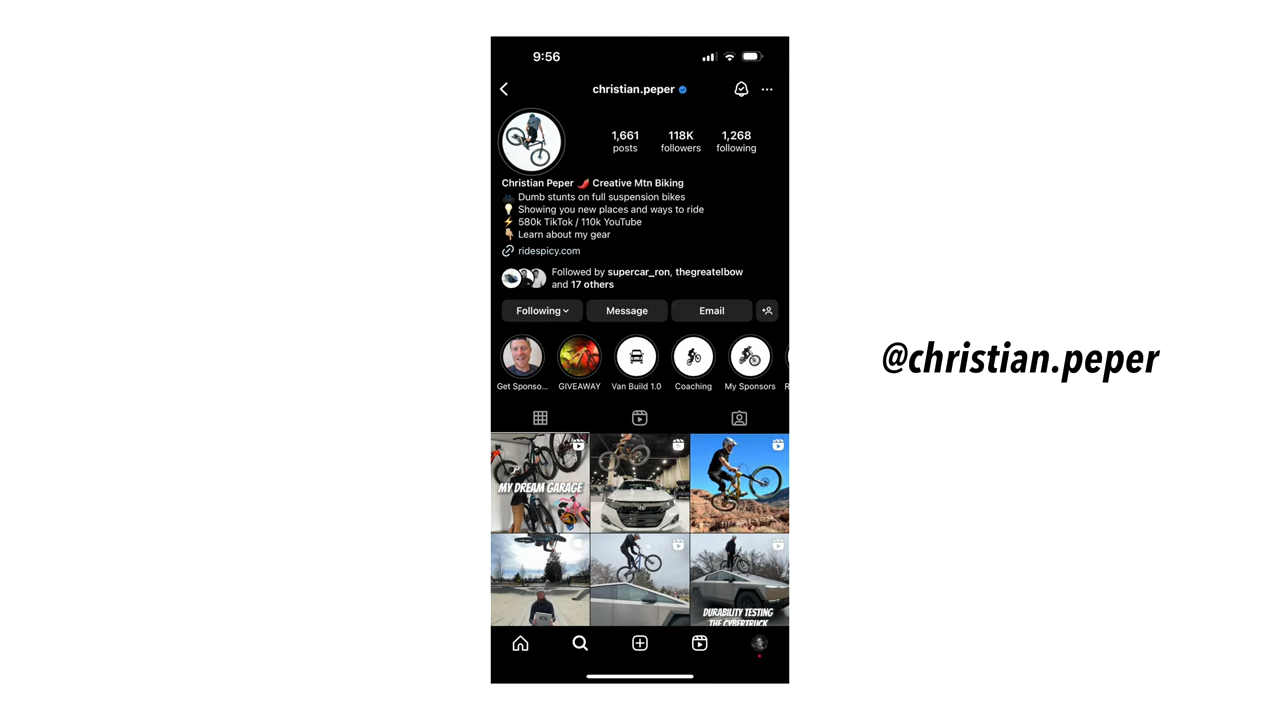 9:56
christian.peper
1,661 118K 1,268
posts followers following
Christian Peper 🌶️ Creative Mtn Biking
🚲 Dumb stunts on full suspension bikes
💡 Showing you new places and ways to ride
⚡ 580k TikTok / 110k YouTube
👇 Learn about my gear
ridespicy.com
Followed by supercar_ron, thegreatelbow
and 17 others
Following Message Email
Get Sponso... GIVEAWAY Van Build 1.0 Coaching My Sponsors
@christian.peper
MY DREAM GARAGE
DURABILITY TESTING
THE CYBERTRUCK